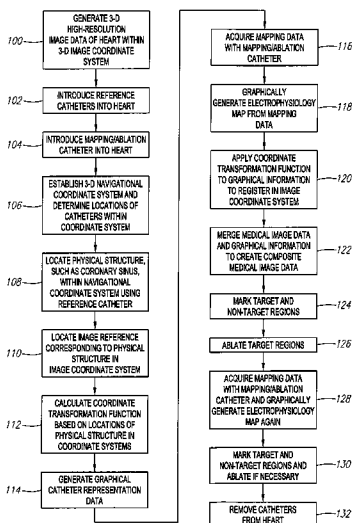 100
GENERATE 3-D
HIGH-RESOLUTION
IMAGE DATA OF HEART WITHIN
3-D IMAGE COORDINATE
SYSTEM
102
INTRODUCE REFERENCE
CATHETERS INTO HEART
104
INTRODUCE MAPPING/ABLATION
CATHETER INTO HEART
106
ESTABLISH 3-D NAVIGATIONAL
COORDINATE SYSTEM AND
DETERMINE LOCATIONS OF
CATHETERS WITHIN
COORDINATE SYSTEM
108
LOCATE PHYSICAL STRUCTURE,
SUCH AS CORONARY SINUS,
WITHIN NAVIGATIONAL
COORDINATE SYSTEM USING
REFERENCE CATHETER
110
LOCATE IMAGE REFERENCE
CORRESPONDING TO PHYSICAL
STRUCTURE IN
IMAGE COORDINATE SYSTEM
112
CALCULATE COORDINATE
TRANSFORMATION FUNCTION
BASED ON LOCATIONS OF
PHYSICAL STRUCTURE IN
COORDINATE SYSTEMS
114
GENERATE GRAPHICAL
CATHETER REPRESENTATION
DATA
ACQUIRE MAPPING DATA
WITH MAPPING/ABLATION
CATHETER
116
GRAPHICALLY
GENERATE ELECTROPHYSIOLOGY
MAP FROM MAPPING
DATA
118
APPLY COORDINATE
TRANSFORMATION FUNCTION
TO GRAPHICAL INFORMATION
TO REGISTER IN IMAGE
COORDINATE SYSTEM
120
MERGE MEDICAL IMAGE DATA
AND GRAPHICAL INFORMATION
TO CREATE COMPOSITE
MEDICAL IMAGE DATA
122
MARK TARGET AND
NON-TARGET REGIONS
124
ABLATE TARGET REGIONS
126
ACQUIRE MAPPING DATA
WITH MAPPING/ABLATION
CATHETER AND GRAPHICALLY
GENERATE ELECTROPHYSIOLOGY
MAP AGAIN
128
MARK TARGET AND
NON-TARGET REGIONS AND
ABLATE IF NECESSARY
130
REMOVE CATHETERS
FROM HEART
132